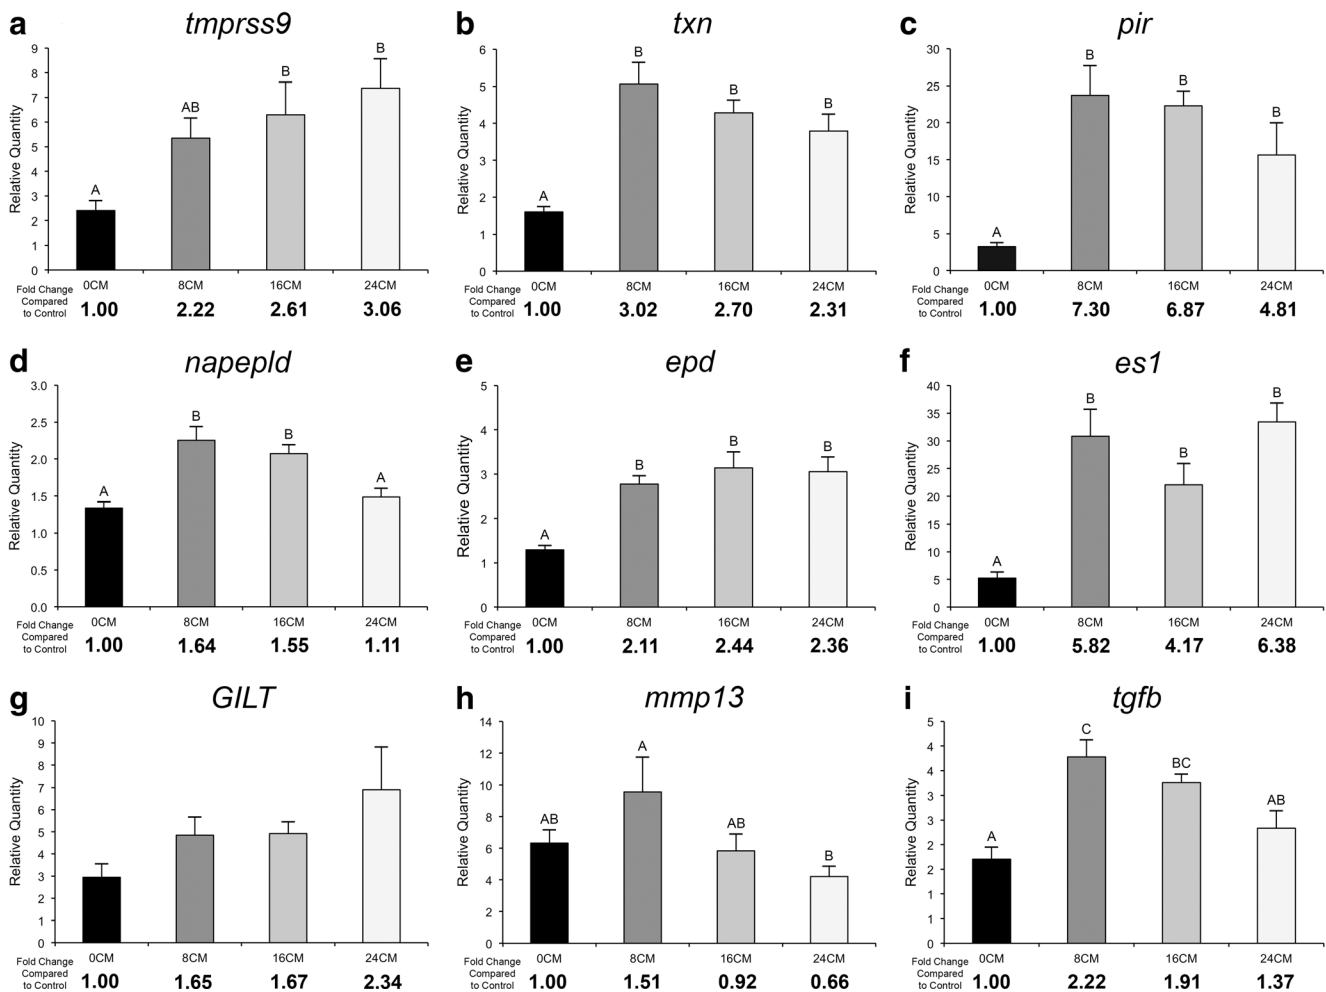 a tmprss9
9
8
7
6
5
4
3
2
1
0
Relative Quantity
A
AB
B
B
0CM 8CM 16CM 24CM
Fold Change
Compared
to Control
1.00 2.22 2.61 3.06
b txn
6
5
4
3
2
1
0
Relative Quantity
A
B
B
B
0CM 8CM 16CM 24CM
Fold Change
Compared
to Control
1.00 3.02 2.70 2.31
c pir
30
25
20
15
10
5
0
Relative Quantity
A
B
B
B
0CM 8CM 16CM 24CM
Fold Change
Compared
to Control
1.00 7.30 6.87 4.81
d napepld
3.0
2.5
2.0
1.5
1.0
0.5
0.0
Relative Quantity
A
B
B
A
0CM 8CM 16CM 24CM
Fold Change
Compared
to Control
1.00 1.64 1.55 1.11
e epd
5
4
3
2
1
0
Relative Quantity
A
B
B
B
0CM 8CM 16CM 24CM
Fold Change
Compared
to Control
1.00 2.11 2.44 2.36
f es1
40
35
30
25
20
15
10
5
0
Relative Quantity
A
B
B
B
0CM 8CM 16CM 24CM
Fold Change
Compared
to Control
1.00 5.82 4.17 6.38
g GILT
10
9
8
7
6
5
4
3
2
1
0
Relative Quantity
0CM 8CM 16CM 24CM
Fold Change
Compared
to Control
1.00 1.65 1.67 2.34
h mmp13
14
12
10
8
6
4
2
0
Relative Quantity
AB
A
AB
B
0CM 8CM 16CM 24CM
Fold Change
Compared
to Control
1.00 1.51 0.92 0.66
i tgfb
5
4
4
3
3
2
2
1
1
0
Relative Quantity
A
C
BC
AB
0CM 8CM 16CM 24CM
Fold Change
Compared
to Control
1.00 2.22 1.91 1.37